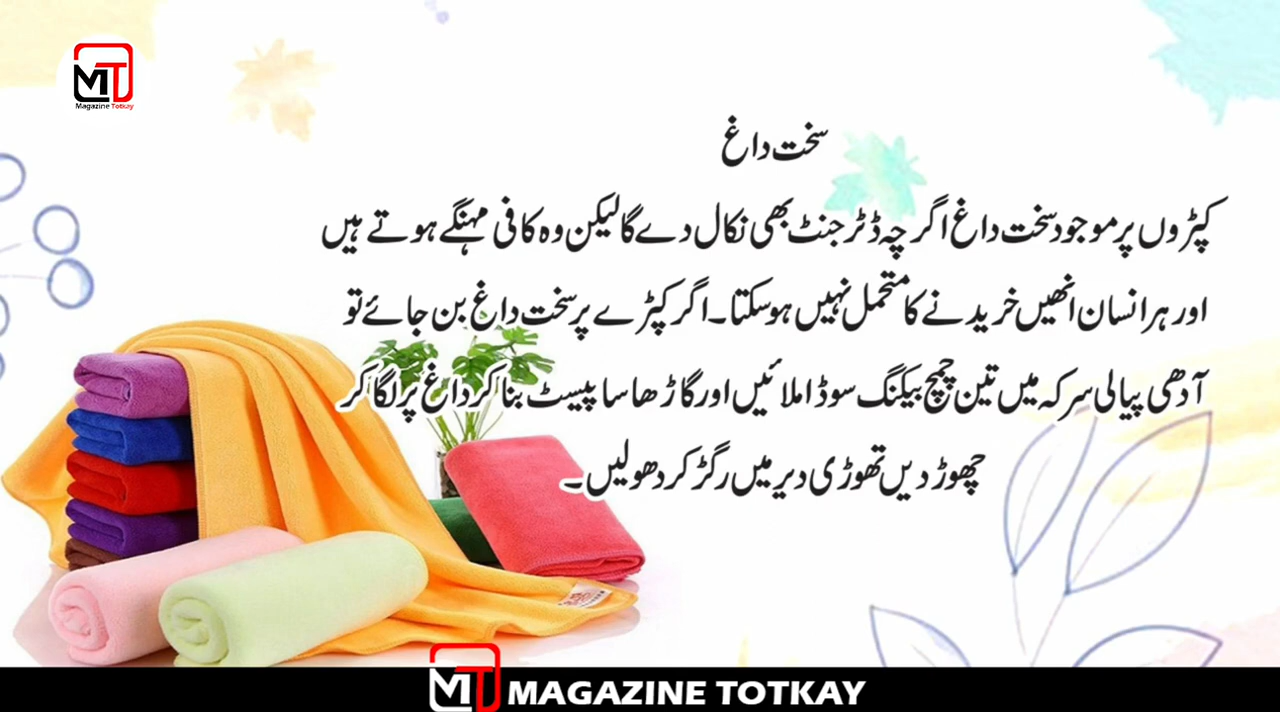 MT
Magazine Totkay
سخت داغ
کپڑوں پر موجود سخت داغ اگر چہ ڈٹرجنٹ بھی نکال دے گا لیکن وہ کافی مہنگے ہوتے ہیں
اور ہر انسان انھیں خریدنے کا متحمل نہیں ہوسکتا۔ اگر کپڑے پر سخت داغ بن جائے تو
آدھی پیالی سرکہ میں تین چمچ بیکنگ سوڈا ملائیں اور گاڑھا سا پیسٹ بنا کر داغ پر لگا کر
چھوڑ دیں تھوڑی دیر میں رگڑ کر دھولیں۔
MT MAGAZINE TOTKAY